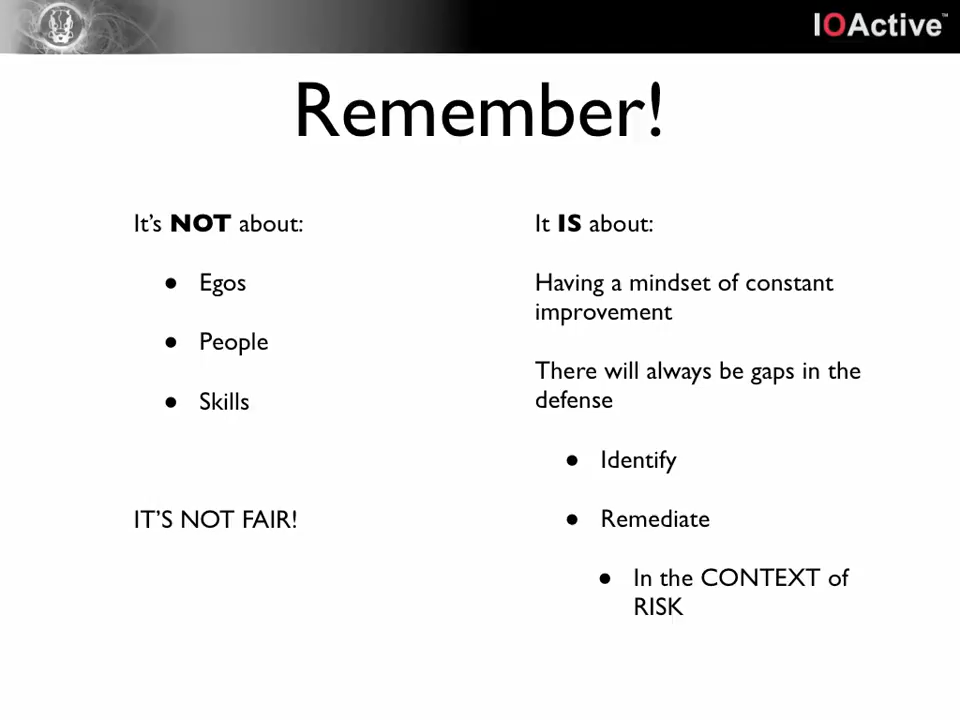 IOActive™
Remember!
It’s NOT about:
● Egos
● People
● Skills
IT’S NOT FAIR!
It IS about:
Having a mindset of constant
improvement
There will always be gaps in the
defense
● Identify
● Remediate
● In the CONTEXT of
RISK